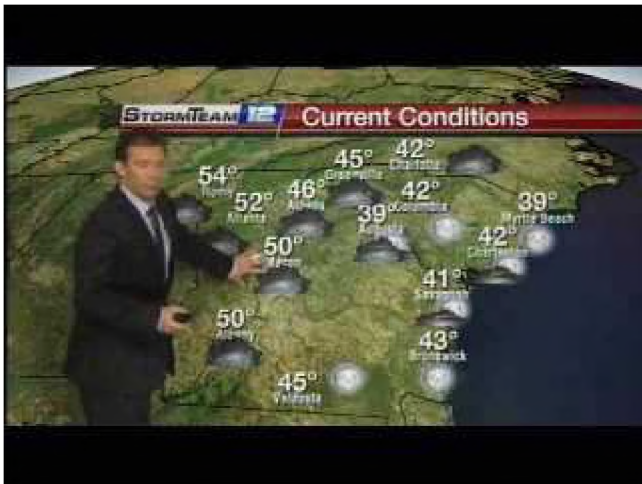 STORMTEAM 12
Current Conditions
42°
Charlotte
45°
Greenville
54°
Rome
46°
Athens
42°
Columbia
52°
Atlanta
39°
Augusta
39°
Myrtle Beach
50°
Macon
42°
Charleston
41°
Savannah
50°
Albany
43°
Brunswick
45°
Valdosta